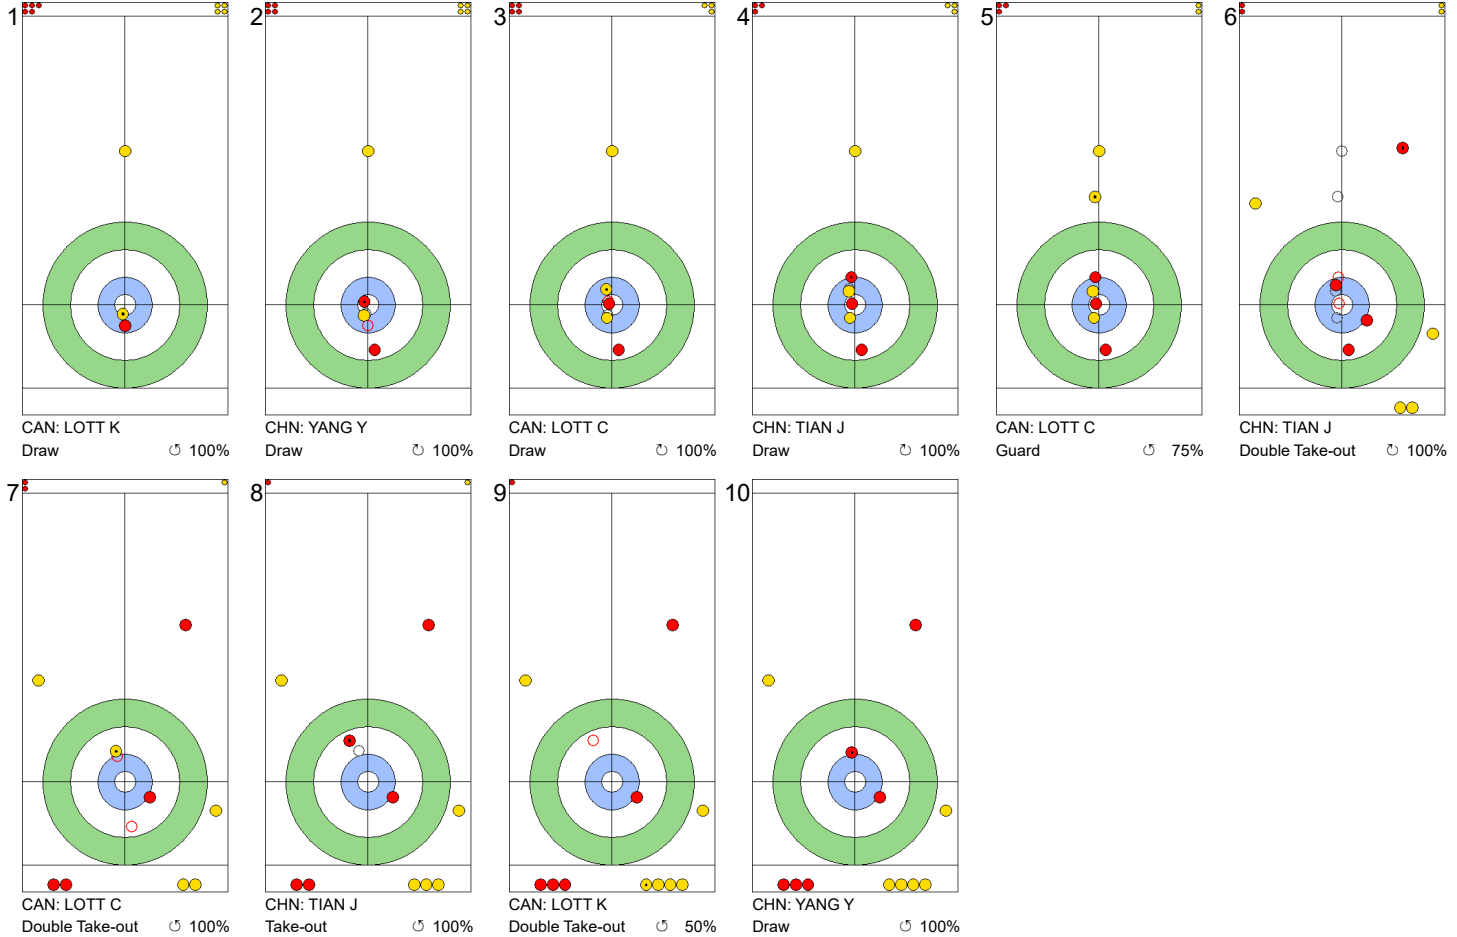 1
CAN: LOTT K
Draw ↺ 100%
2
CHN: YANG Y
Draw ↻ 100%
3
CAN: LOTT C
Draw ↻ 100%
4
CHN: TIAN J
Draw ↻ 100%
5
CAN: LOTT C
Guard ↺ 75%
6
CHN: TIAN J
Double Take-out ↻ 100%
7
CAN: LOTT C
Double Take-out ↺ 100%
8
CHN: TIAN J
Take-out ↺ 100%
9
CAN: LOTT K
Double Take-out ↺ 50%
10
CHN: YANG Y
Draw ↺ 100%